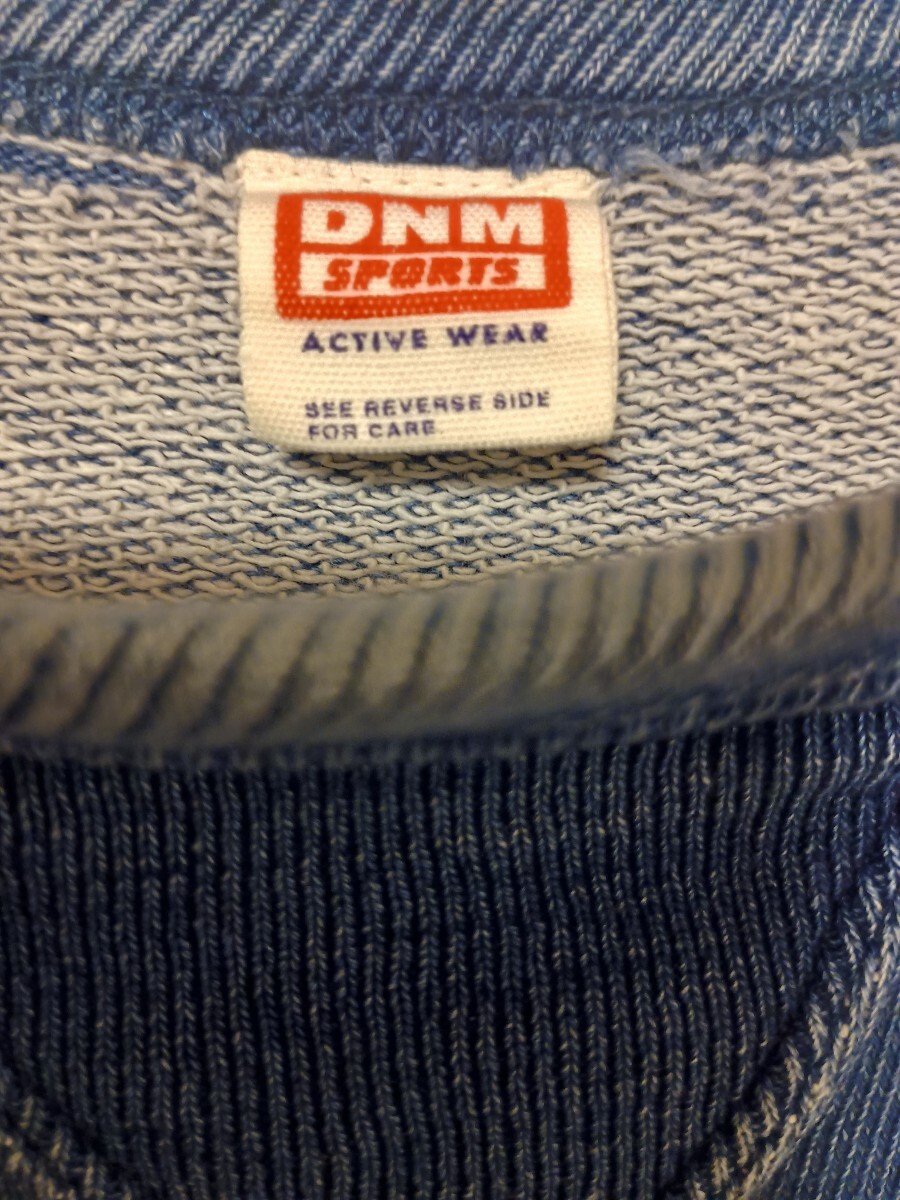 DNM
SPORTS
ACTIVE WEAR
SEE REVERSE SIDE
FOR CARE